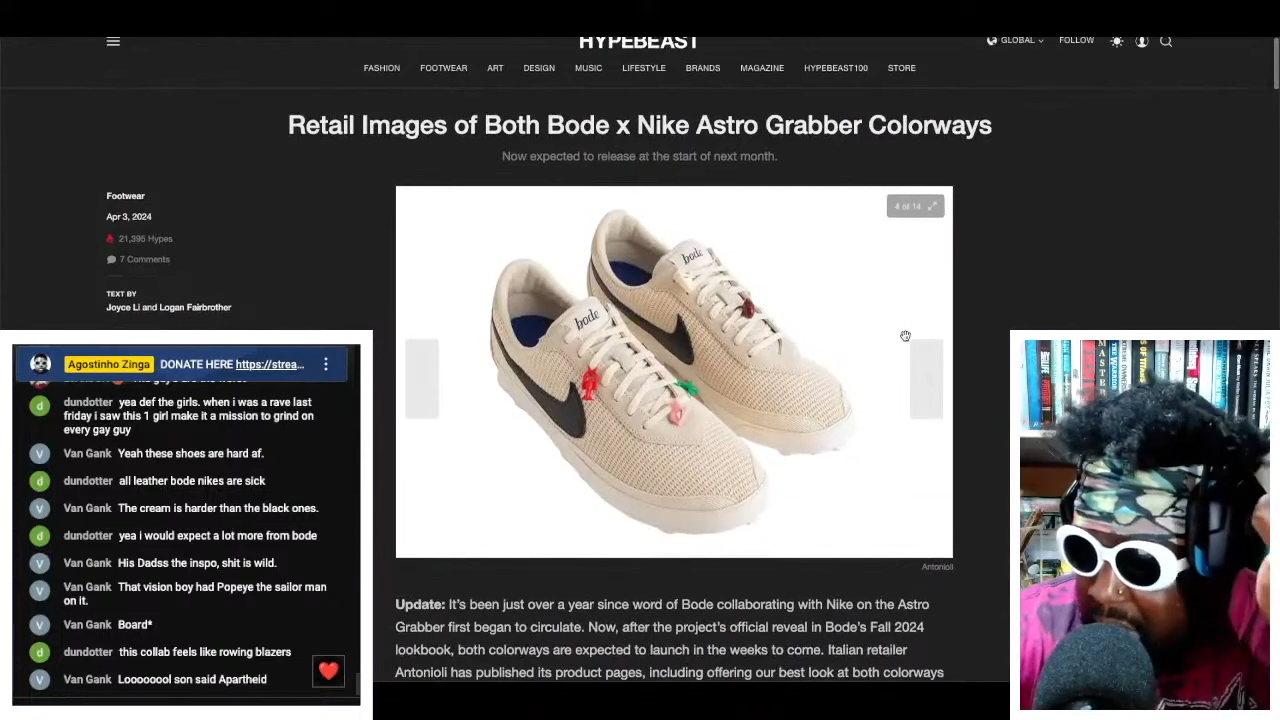 HYPEBEAST
GLOBAL
FOLLOW
FASHION FOOTWEAR ART DESIGN MUSIC LIFESTYLE BRANDS MAGAZINE HYPEBEAST100 STORE
Retail Images of Both Bode x Nike Astro Grabber Colorways
Now expected to release at the start of next month.
Footwear
Apr 3, 2024
21,395 Hypes
7 Comments
TEXT BY
Joyce Li and Logan Fairbrother
4 of 14
bode
bode
Antonioli
Update: It's been just over a year since word of Bode collaborating with Nike on the Astro
Grabber first began to circulate. Now, after the project's official reveal in Bode's Fall 2024
lookbook, both colorways are expected to launch in the weeks to come. Italian retailer
Antonioli has published its product pages, including offering our best look at both colorways
Agostinho Zinga DONATE HERE https://strea...
d dundotter yea def the girls. when i was a rave last
friday i saw this 1 girl make it a mission to grind on
every gay guy
V Van Gank Yeah these shoes are hard af.
d dundotter all leather bode nikes are sick
V Van Gank The cream is harder than the black ones.
d dundotter yea i would expect a lot more from bode
V Van Gank His Dadss the inspo, shit is wild.
V Van Gank That vision boy had Popeye the sailor man
on it.
V Van Gank Board*
d dundotter this collab feels like rowing blazers
V Van Gank Looooooool son said Apartheid